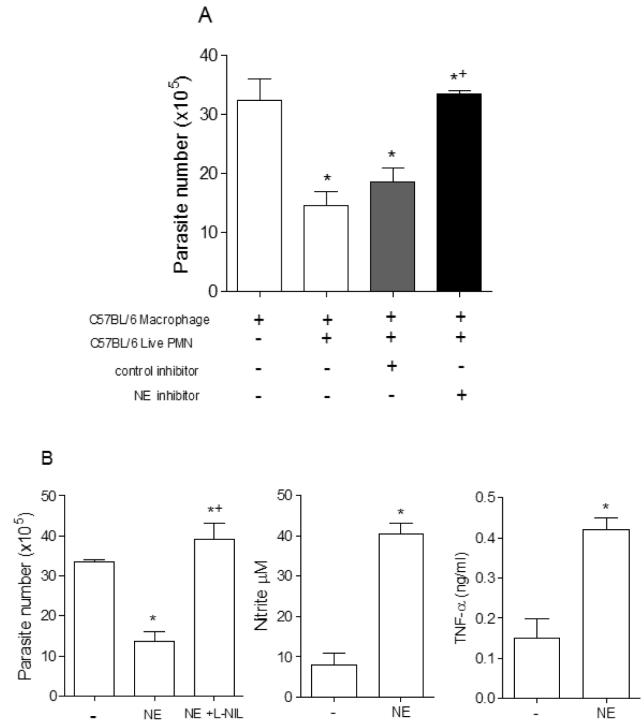 A
Parasite number (x10⁵)
40
30
20
10
0
*
*
*+
C57BL/6 Macrophage + + + +
C57BL/6 Live PMN - + + +
control inhibitor - - + -
NE inhibitor - - - +
B
Parasite number (x10⁵)
50
40
30
20
10
0
*
*+
- NE NE +L-NIL
Nitrite µM
50
40
30
20
10
0
*
- NE
TNF-α (ng/ml)
0.5
0.4
0.3
0.2
0.1
0.0
*
- NE